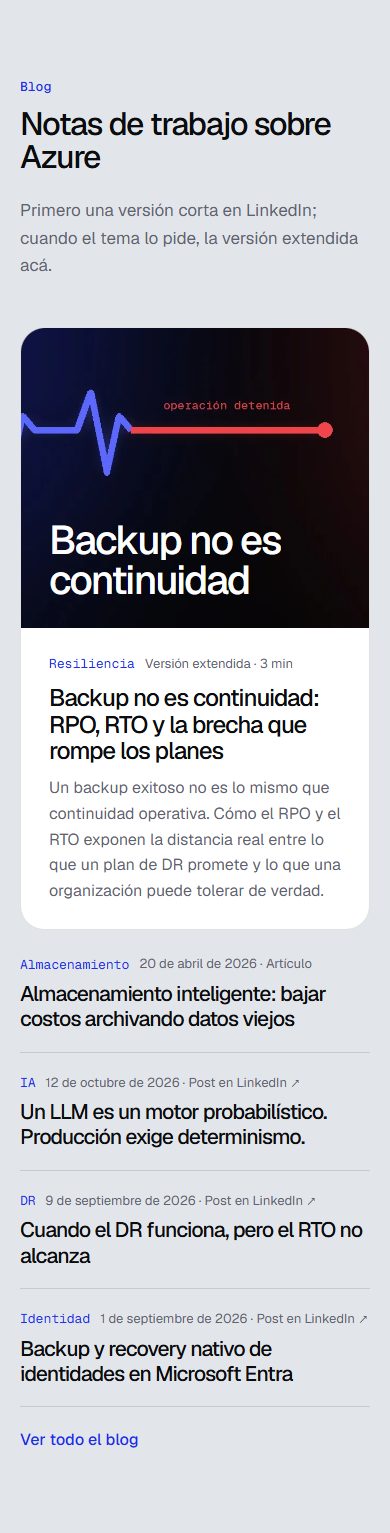 Blog
Notas de trabajo sobre
Azure
Primero una versión corta en LinkedIn;
cuando el tema lo pide, la versión extendida
acá.
operación detenida
Backup no es
continuidad
Resiliencia Versión extendida · 3 min
Backup no es continuidad:
RPO, RTO y la brecha que
rompe los planes
Un backup exitoso no es lo mismo que
continuidad operativa. Cómo el RPO y el
RTO exponen la distancia real entre lo
que un plan de DR promete y lo que una
organización puede tolerar de verdad.
Almacenamiento 20 de abril de 2026 · Artículo
Almacenamiento inteligente: bajar
costos archivando datos viejos
IA 12 de octubre de 2026 · Post en LinkedIn ↗
Un LLM es un motor probabilístico.
Producción exige determinismo.
DR 9 de septiembre de 2026 · Post en LinkedIn ↗
Cuando el DR funciona, pero el RTO no
alcanza
Identidad 1 de septiembre de 2026 · Post en LinkedIn ↗
Backup y recovery nativo de
identidades en Microsoft Entra
Ver todo el blog